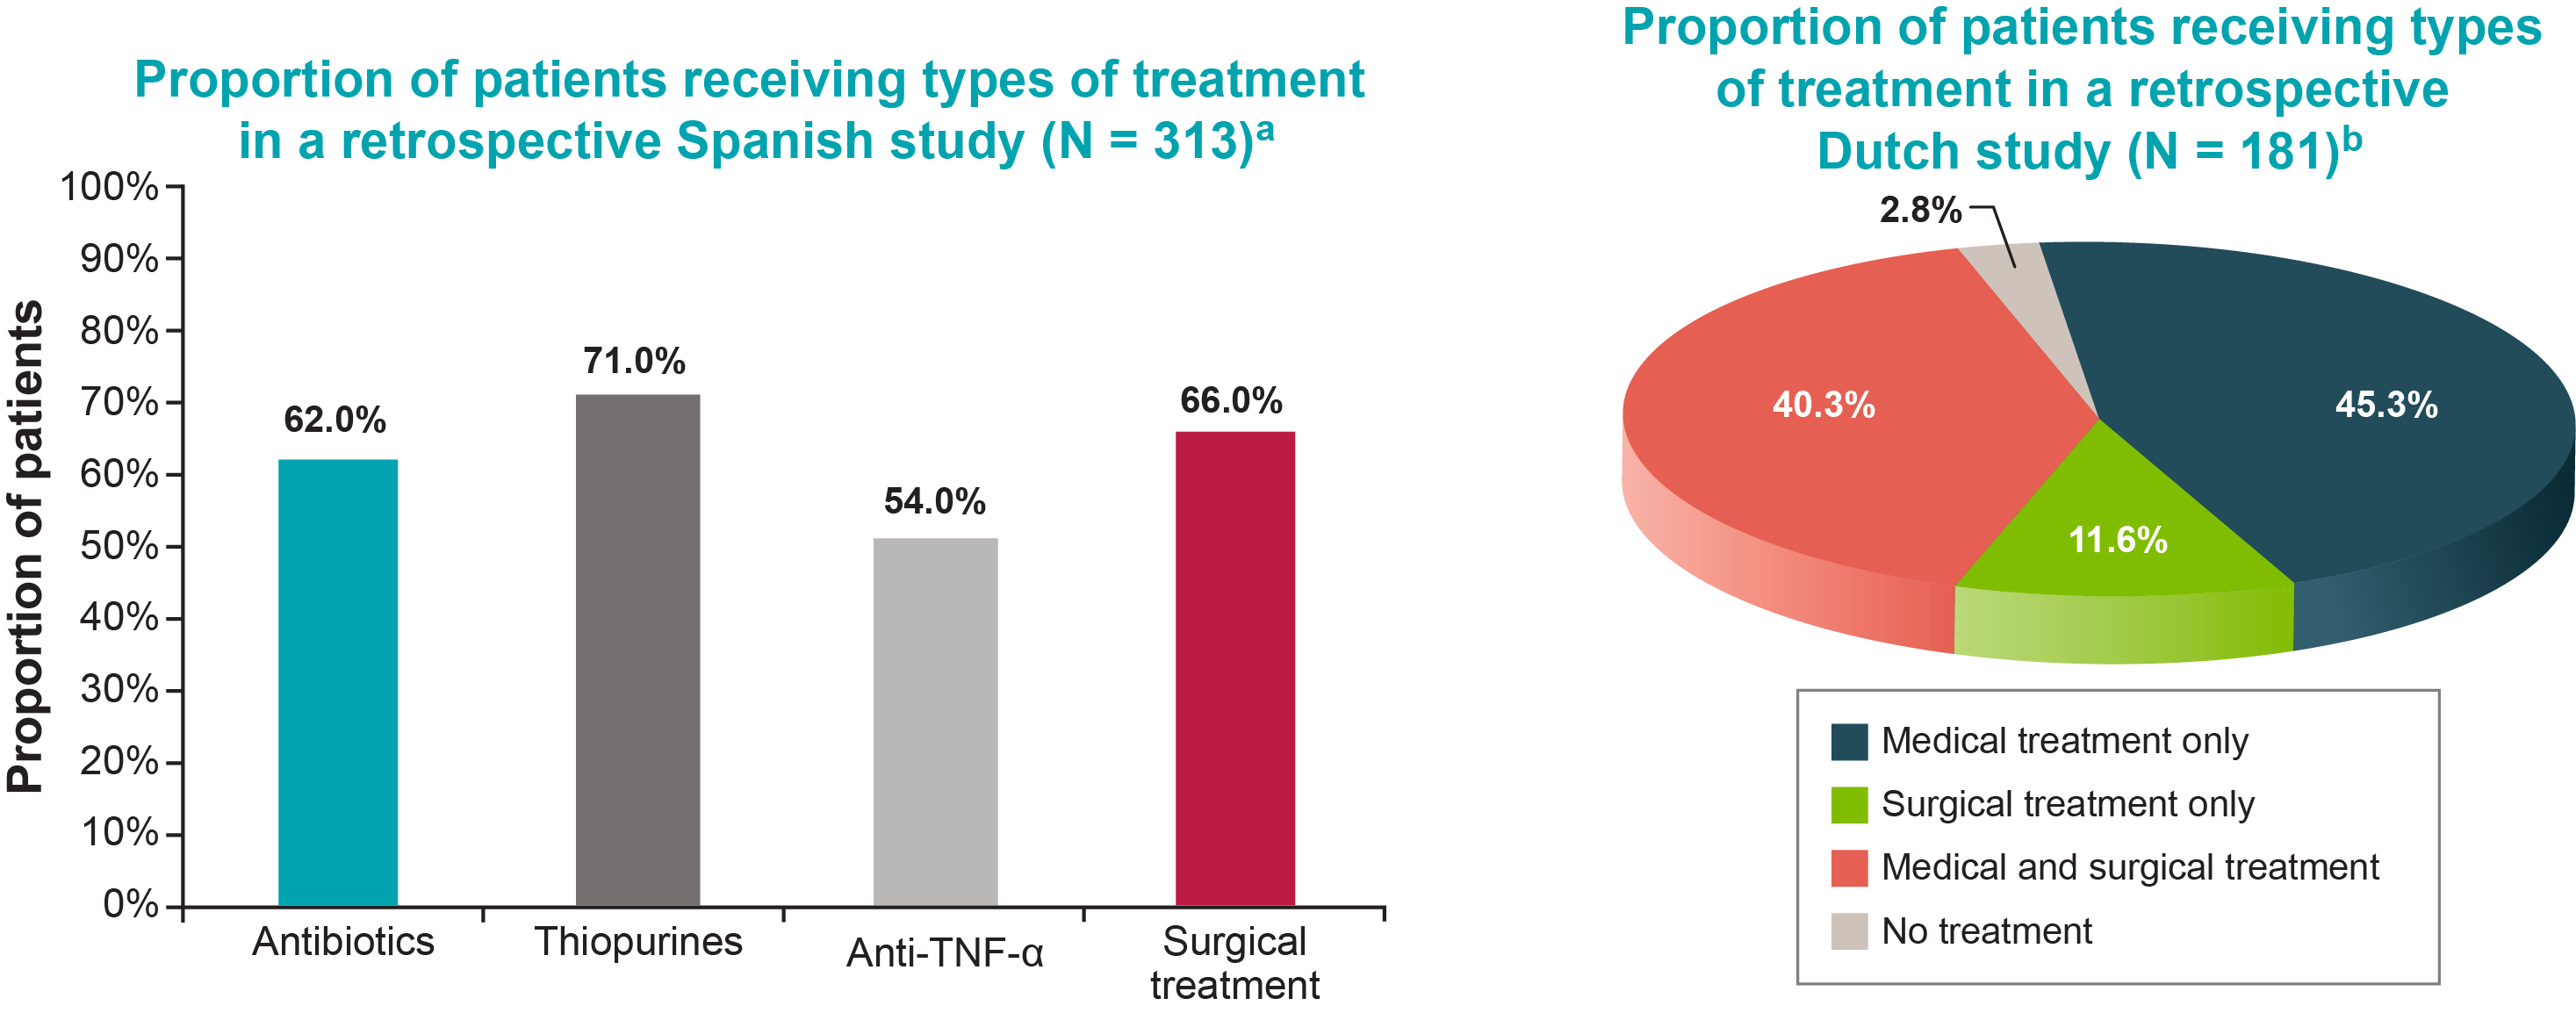 Proportion of patients receiving types of treatment
in a retrospective Spanish study (N = 313)a
100%
90%
80%
70%
60%
50%
40%
30%
20%
10%
0%
Proportion of patients
62.0%
71.0%
54.0%
66.0%
Antibiotics
Thiopurines
Anti-TNF-α
Surgical
treatment
Proportion of patients receiving types
of treatment in a retrospective
Dutch study (N = 181)b
2.8%
40.3%
45.3%
11.6%
Medical treatment only
Surgical treatment only
Medical and surgical treatment
No treatment